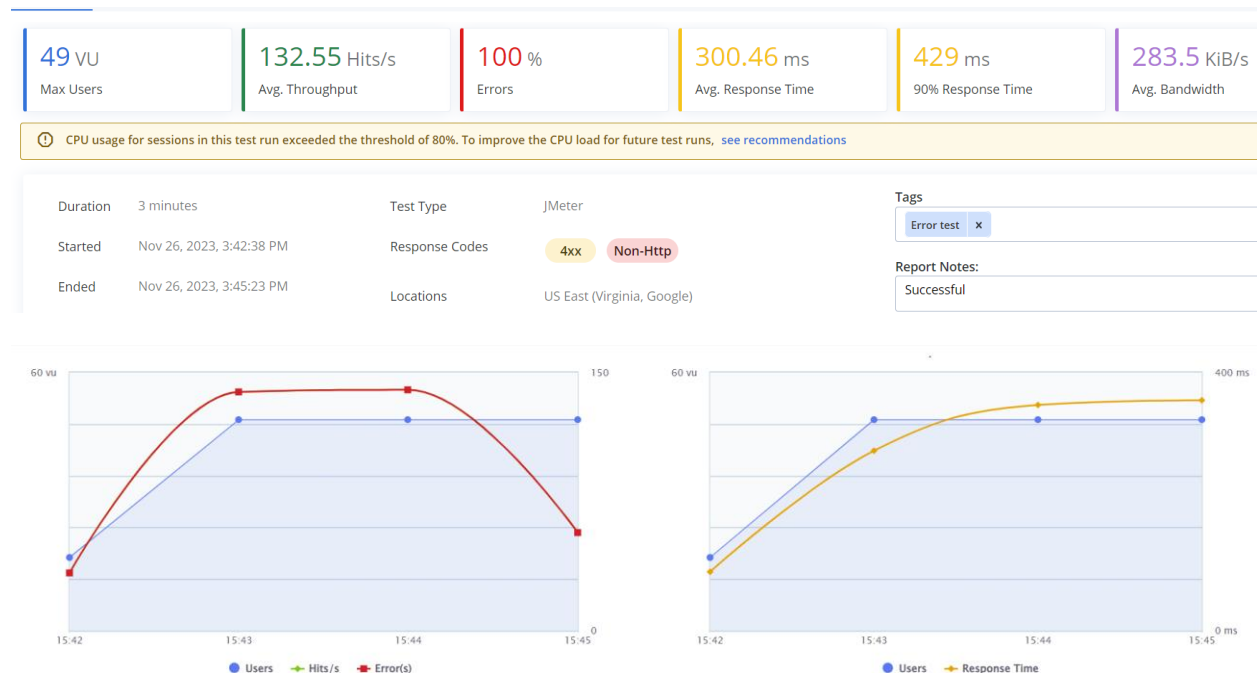 49 VU
Max Users
132.55 Hits/s
Avg. Throughput
100 %
Errors
300.46 ms
Avg. Response Time
429 ms
90% Response Time
283.5 KiB/s
Avg. Bandwidth
CPU usage for sessions in this test run exceeded the threshold of 80%. To improve the CPU load for future test runs, see recommendations
Duration 3 minutes
Started Nov 26, 2023, 3:42:38 PM
Ended Nov 26, 2023, 3:45:23 PM
Test Type JMeter
Response Codes 4xx Non-Http
Locations US East (Virginia, Google)
Tags
Error test x
Report Notes:
Successful
60 vu 150
0
15:42 15:43 15:44 15:45
Users Hits/s Error(s)
60 vu 400 ms
0 ms
15:42 15:43 15:44 15:45
Users Response Time